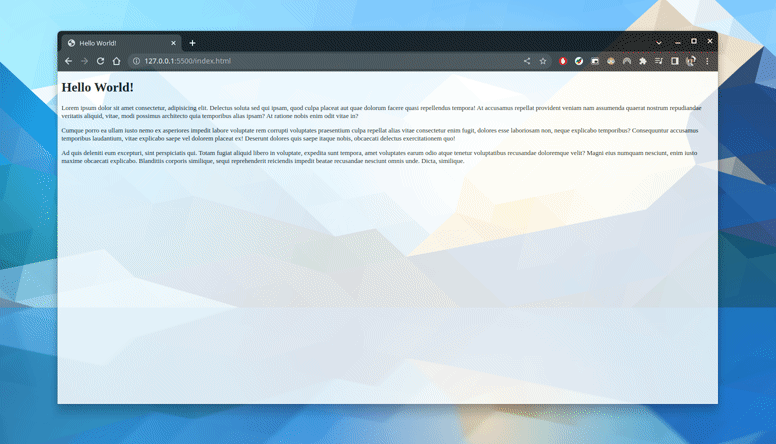 Hello World!
127.0.0.1:5500/index.html
Hello World!
Lorem ipsum dolor sit amet consectetur, adipisicing elit. Delectus soluta sed qui ipsam, quod culpa placeat aut quae dolorum facere quasi repellendus tempora! At accusamus repellat provident veniam nam assumenda quaerat nostrum repudiandae
veritatis aliquid, vitae, modi possimus architecto quia temporibus alias ipsam? At ratione nobis enim odit itaque vitae in?
Cumque porro ea ullam iusto nemo ex asperiores impedit labore voluptate rem corrupti voluptates praesentium culpa repellat alias vitae consectetur enim fugit, dolores esse laboriosam non, neque explicabo temporibus? Consequuntur accusamus
temporibus laudantium, vitae explicabo saepe vel dolorem placeat ex! Deserunt dolores quis saepe itaque nobis, obcaecati delectus exercitationem quo!
Ad quis deleniti eum excepturi, sint perspiciatis qui. Totam fugiat aliquid libero in voluptate, expedita sunt tempora, amet voluptates earum odio atque tenetur voluptatibus recusandae doloremque velit? Magni eius numquam nesciunt, enim iusto
maxime obcaecati explicabo. Blanditiis corporis similique, sequi reprehenderit reiciendis impedit beatae recusandae nesciunt omnis unde. Dicta, similique.